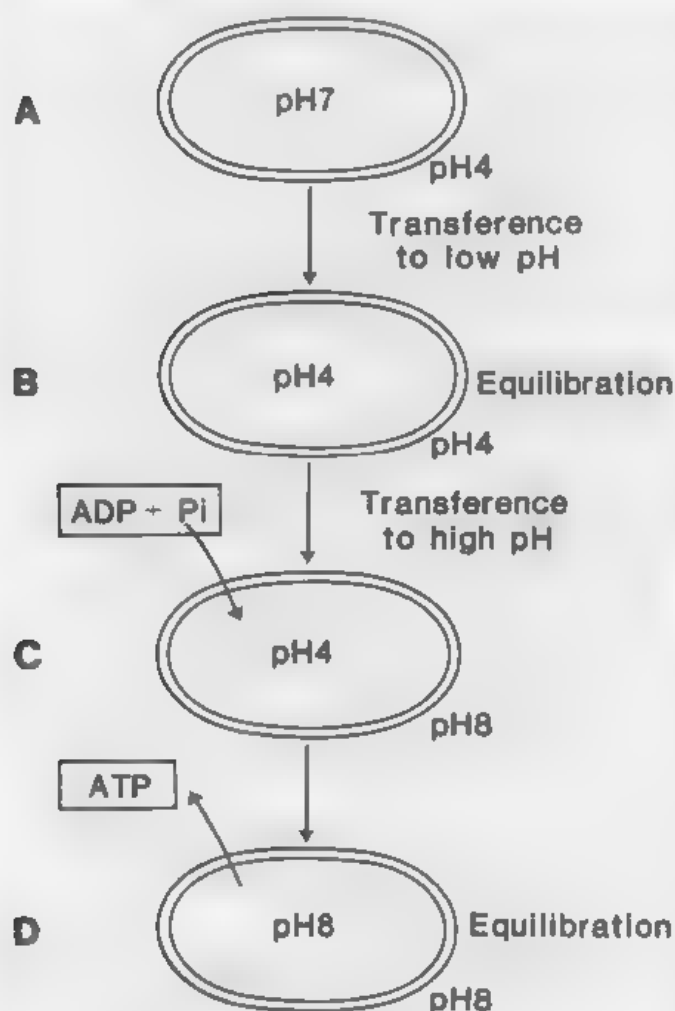 A
pH7
pH4
Transference
to low pH
B
pH4
Equilibration
pH4
ADP + Pi
Transference
to high pH
C
pH4
pH8
ATP
D
pH8
Equilibration
pH8